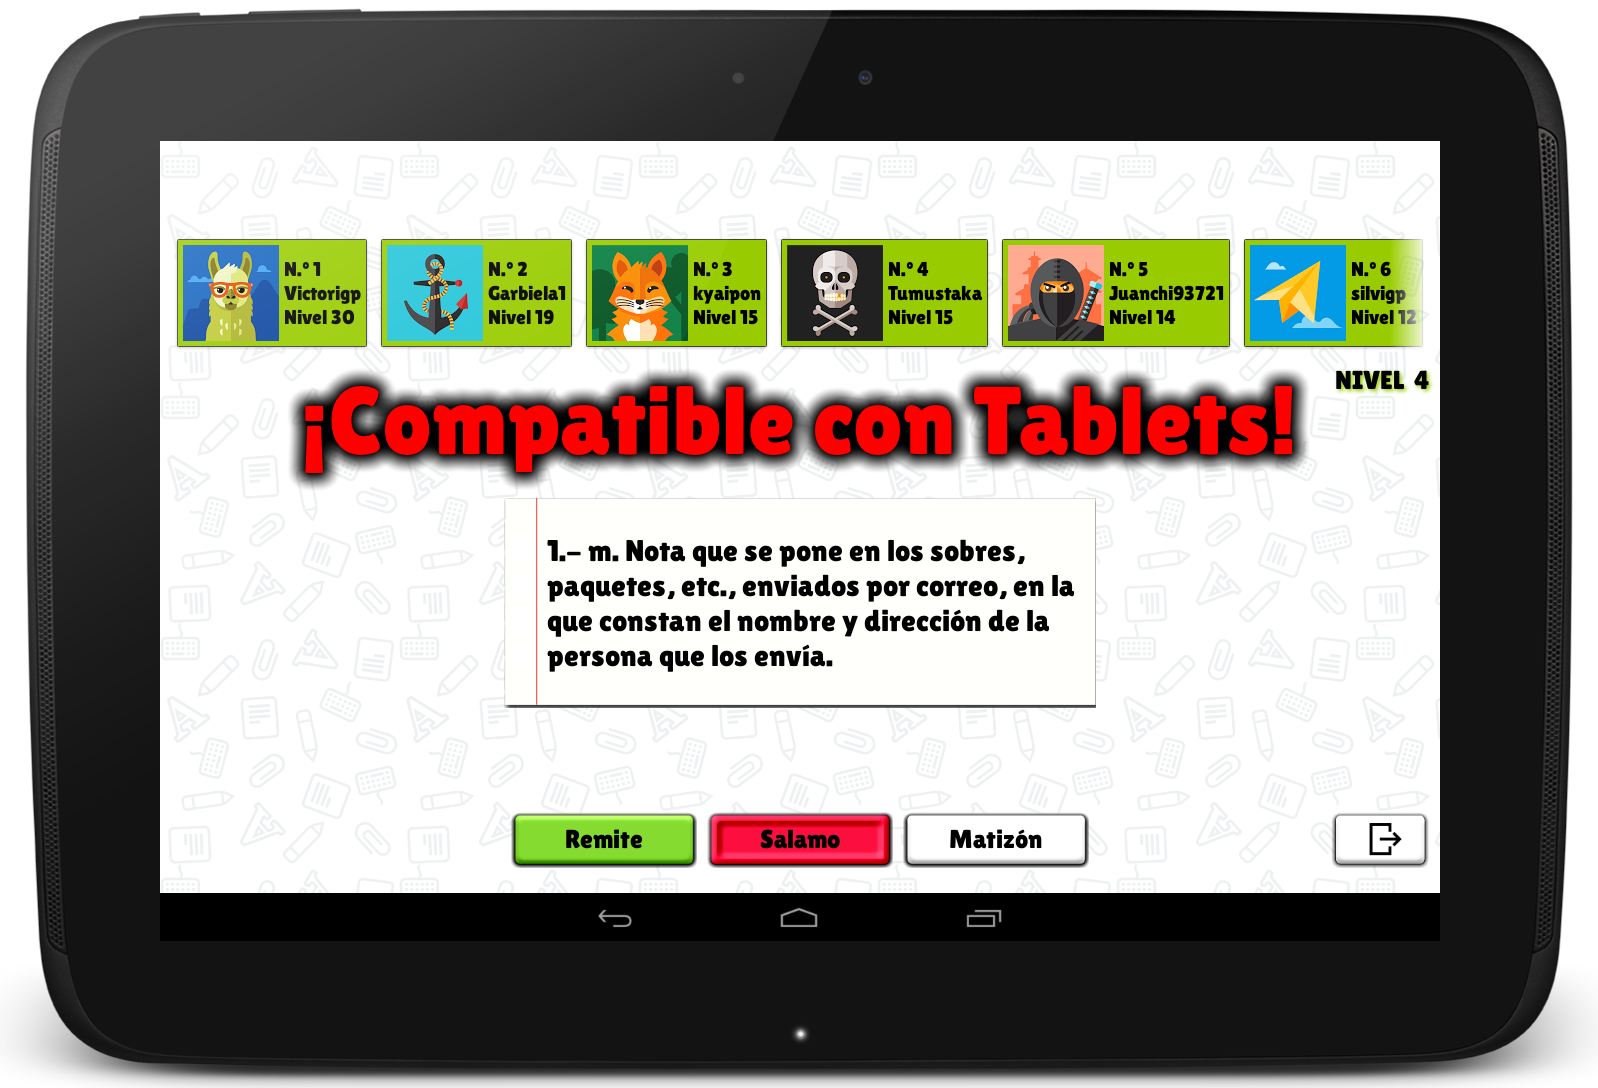 N.º 1
Victorigp
Nivel 30
N.º 2
Garbiela1
Nivel 19
N.º 3
kyaipon
Nivel 15
N.º 4
Tumustaka
Nivel 15
N.º 5
Juanchi93721
Nivel 14
N.º 6
silvigp
Nivel 12
NIVEL 4
¡Compatible con Tablets!
1.- m. Nota que se pone en los sobres,
paquetes, etc., enviados por correo, en la
que constan el nombre y dirección de la
persona que los envía.
Remite
Salamo
Matizón